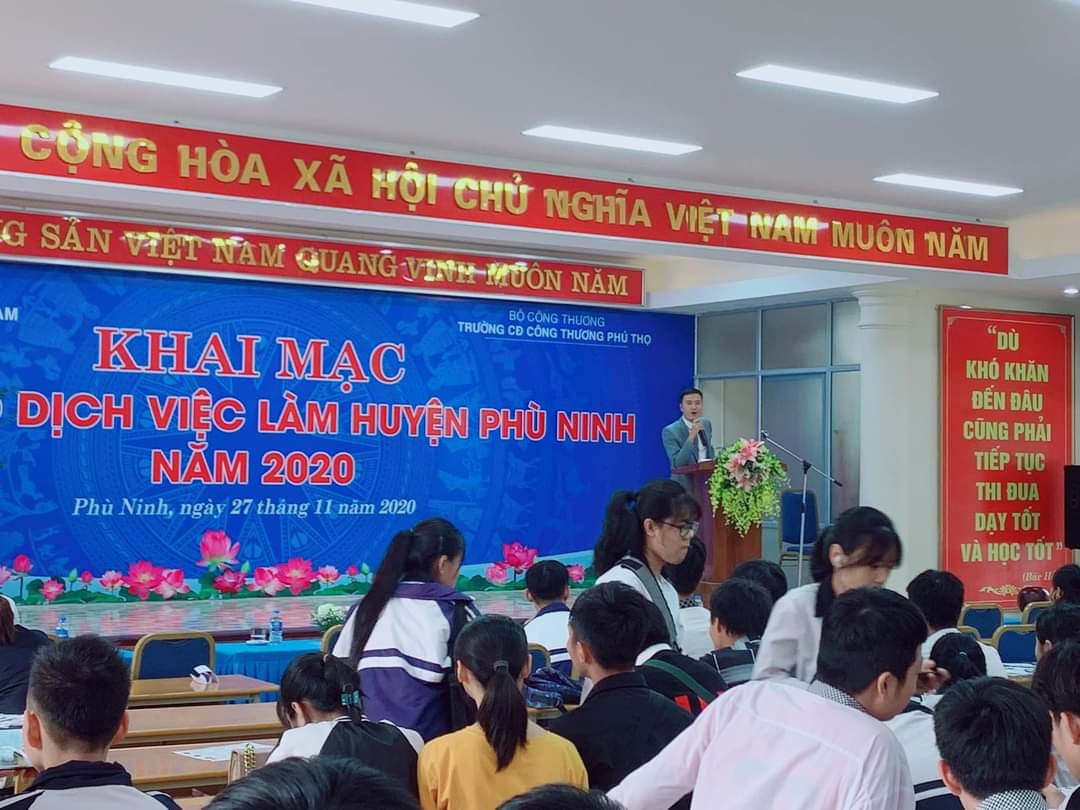 CỘNG HÒA XÃ HỘI CHỦ NGHĨA VIỆT NAM MUÔN NĂM
SẢN VIỆT NAM QUANG VINH MUÔN NĂM
BỘ CÔNG THƯƠNG
TRƯỜNG CĐ CÔNG THƯƠNG PHÚ THỌ
KHAI MẠC
DỊCH VIỆC LÀM HUYỆN PHÙ NINH
NĂM 2020
Phù Ninh, ngày 27 tháng 11 năm 2020
“DÙ
KHÓ KHĂN
ĐẾN ĐÂU
CŨNG PHẢI
TIẾP TỤC
THI ĐUA
DẠY TỐT
VÀ HỌC TỐT”